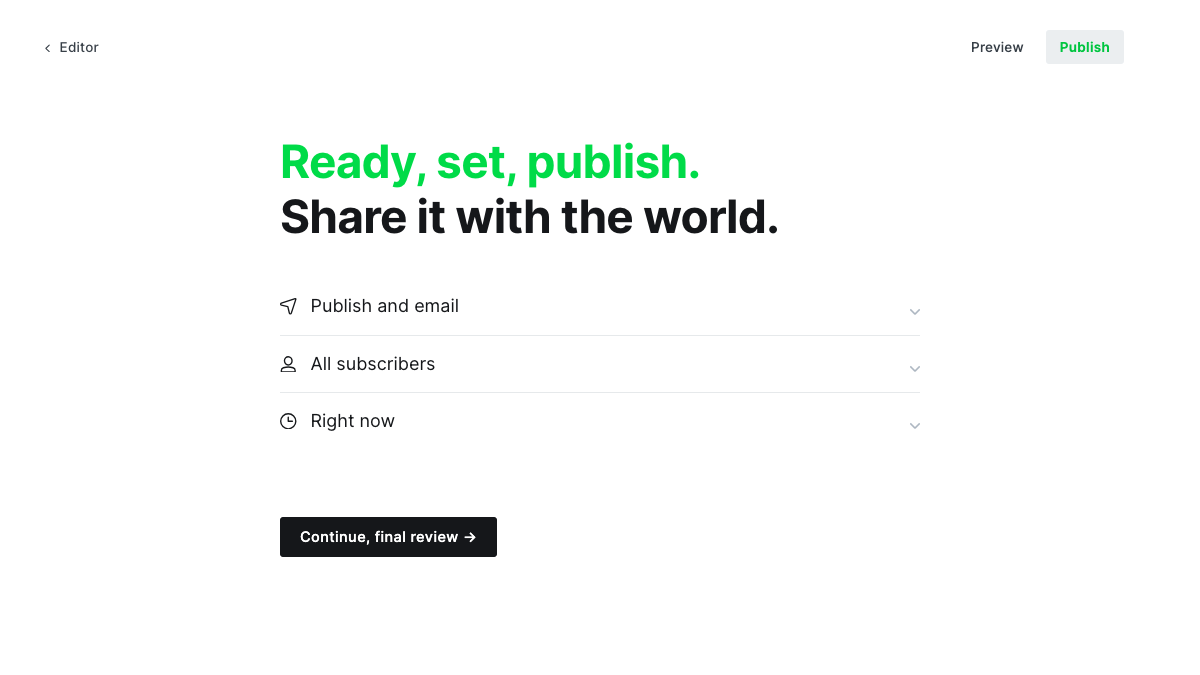 Editor
Preview
Publish
Ready, set, publish.
Share it with the world.
Publish and email
All subscribers
Right now
Continue, final review →